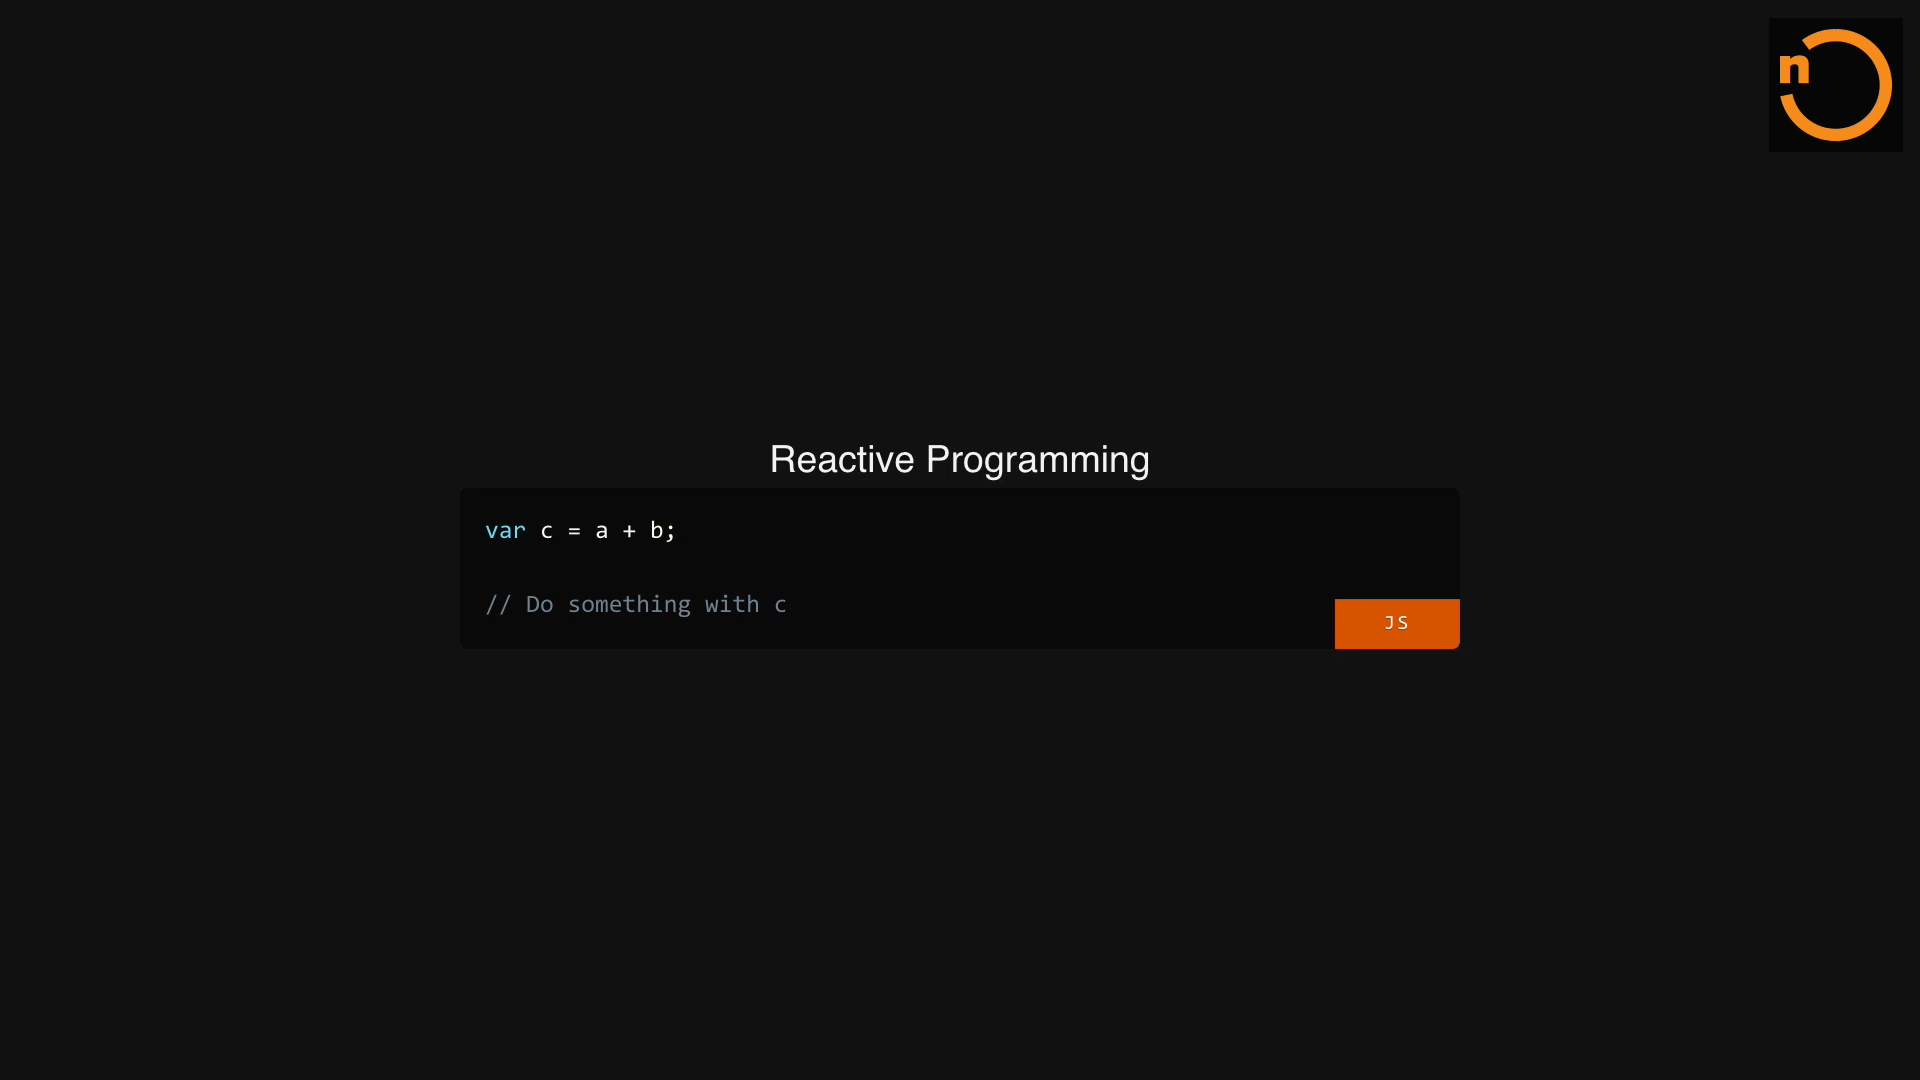 n
Reactive Programming
var c = a + b;
// Do something with c
JS